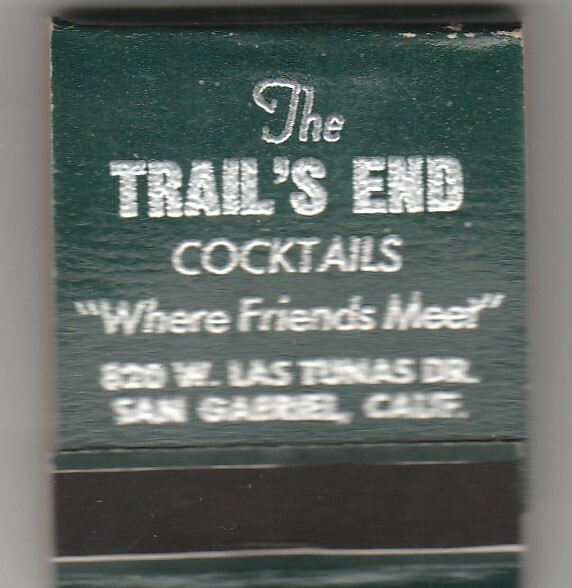 The
TRAIL'S END
COCKTAILS
"Where Friends Meet"
820 W. LAS TUNAS DR.
SAN GABRIEL, CALIF.